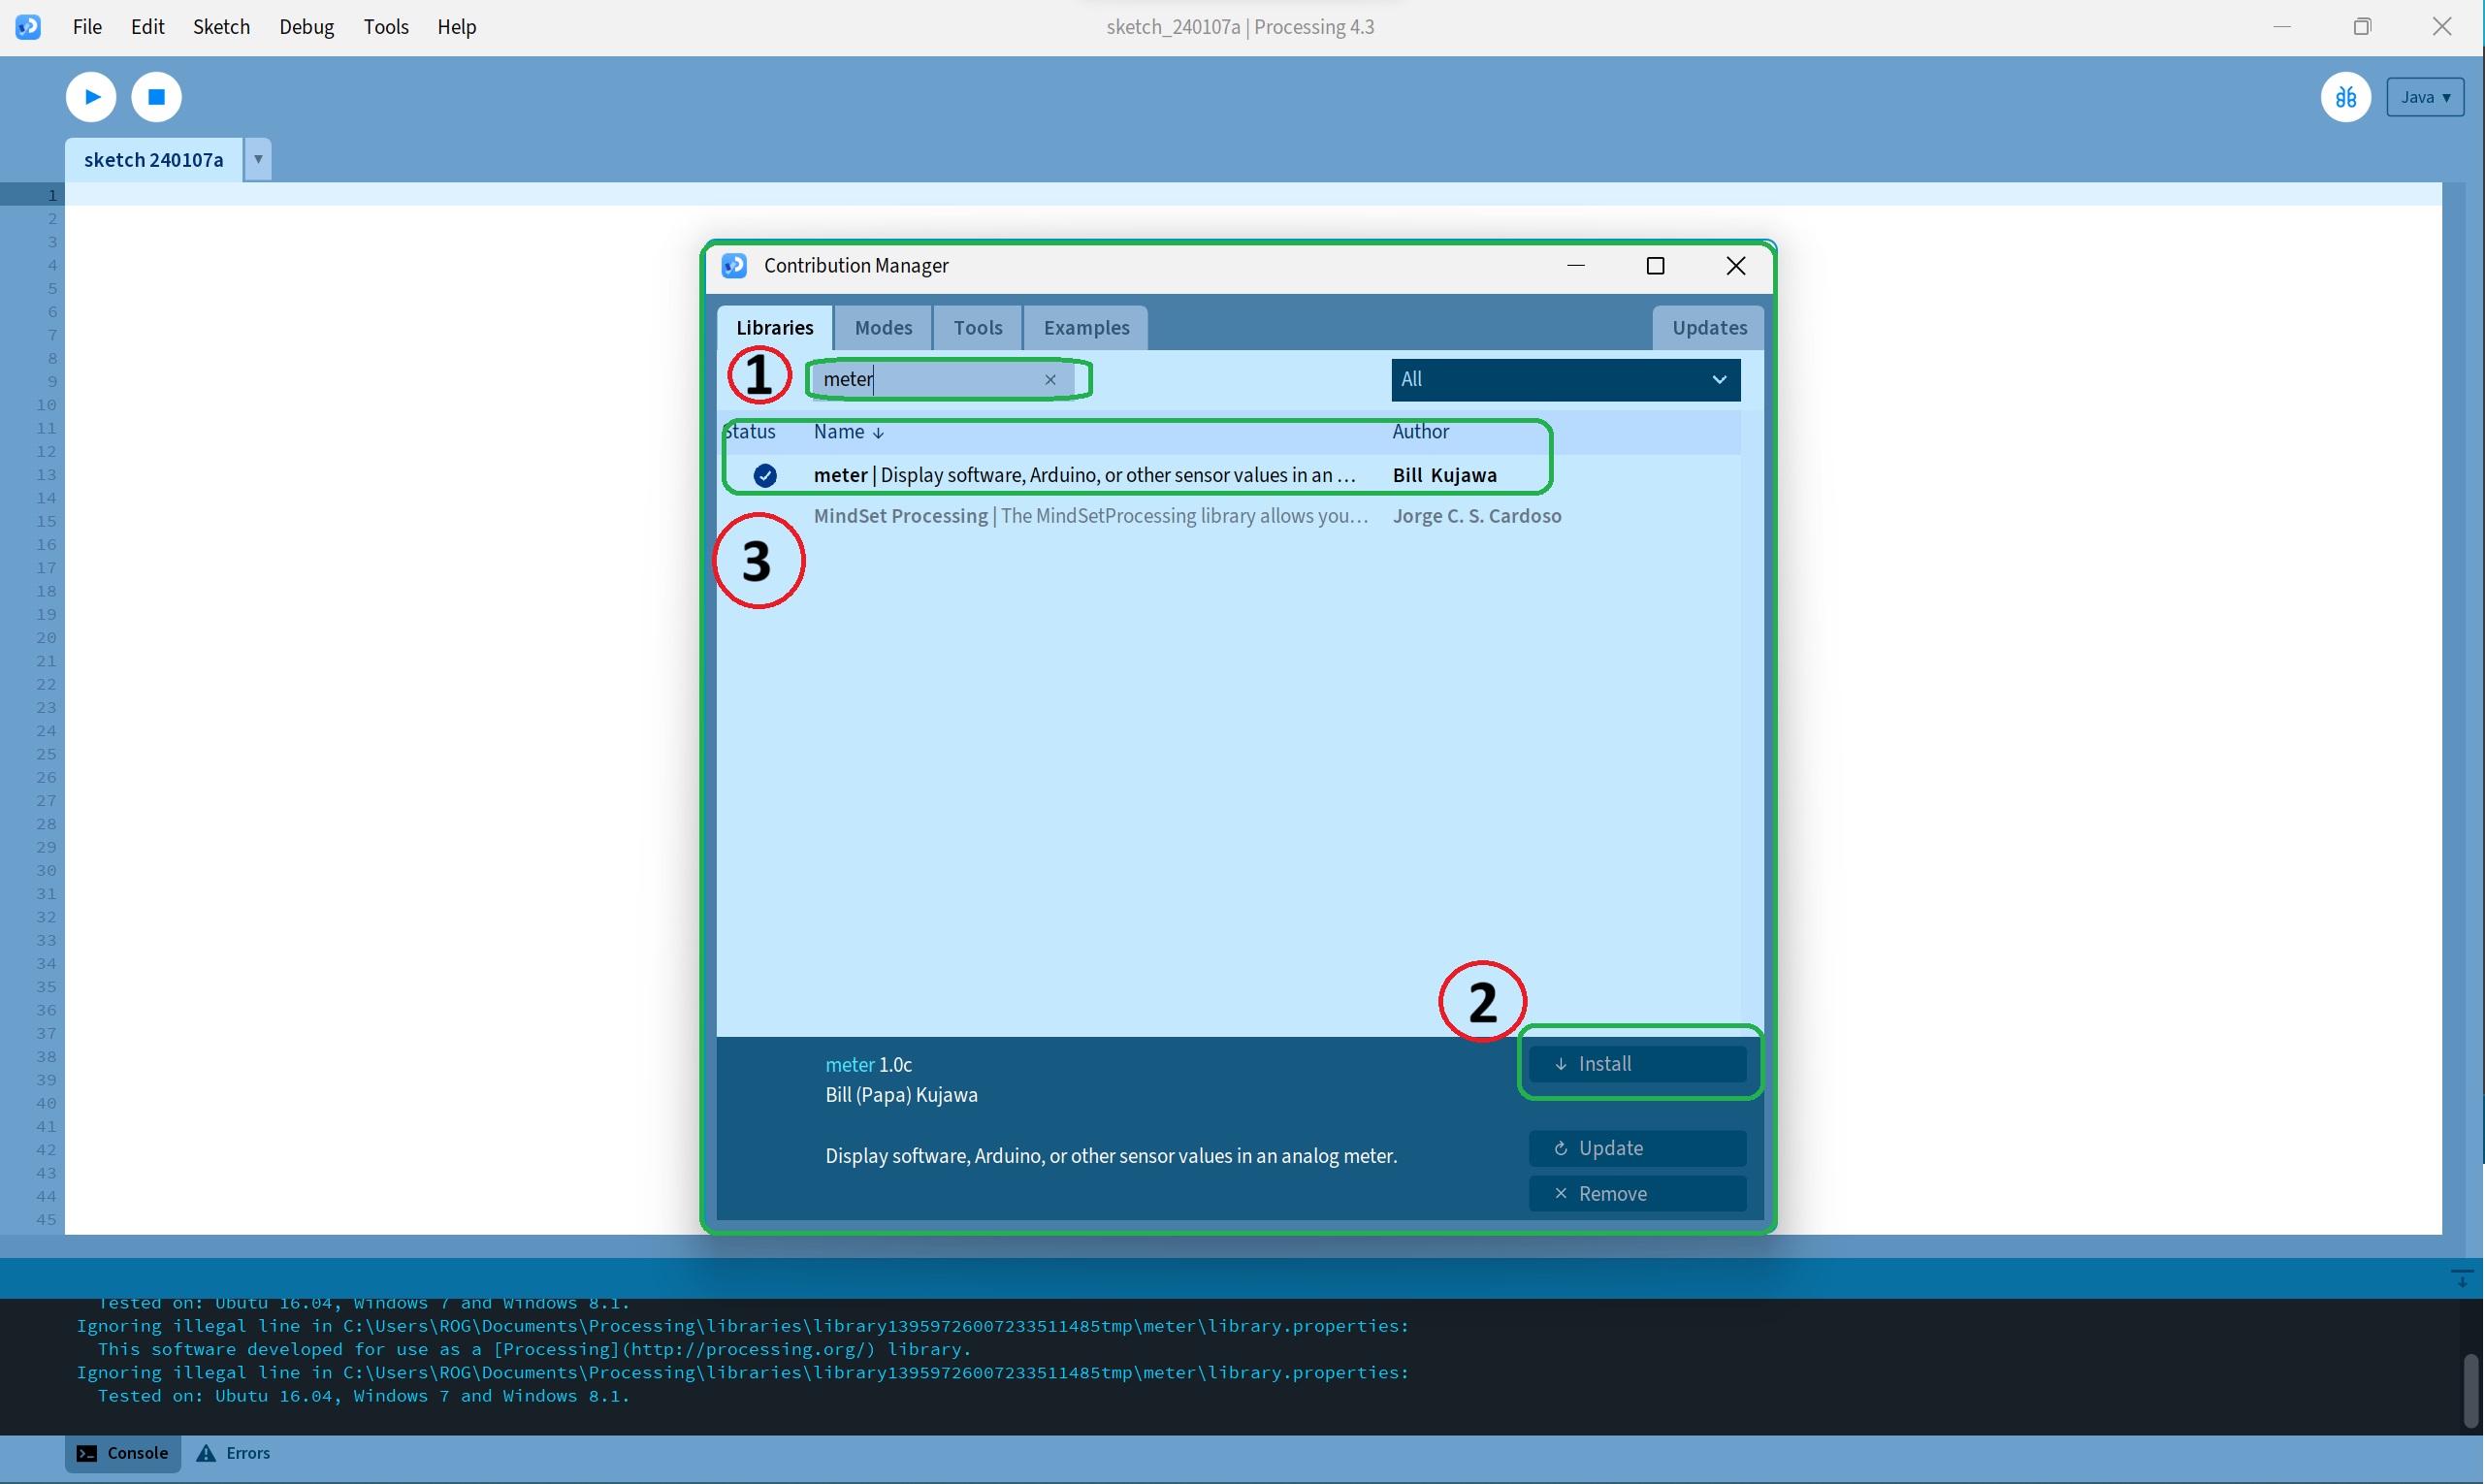 File Edit Sketch Debug Tools Help
sketch_240107a | Processing 4.3
Java ▾
sketch 240107a ▾
1
2
3
4
5
6
7
8
9
10
11
12
13
14
15
16
17
18
19
20
21
22
23
24
25
26
27
28
29
30
31
32
33
34
35
36
37
38
39
40
41
42
43
44
45
Contribution Manager
Libraries Modes Tools Examples Updates
1 meter × All
Status Name ↓ Author
meter | Display software, Arduino, or other sensor values in an ... Bill Kujawa
MindSet Processing | The MindSetProcessing library allows you... Jorge C. S. Cardoso
3
2
meter 1.0c
Bill (Papa) Kujawa
Display software, Arduino, or other sensor values in an analog meter.
↓ Install
Update
× Remove
Tested on: Ubutu 16.04, Windows 7 and Windows 8.1.
Ignoring illegal line in C:\Users\ROG\Documents\Processing\libraries\library13959726007233511485tmp\meter\library.properties:
This software developed for use as a [Processing](http://processing.org/) library.
Ignoring illegal line in C:\Users\ROG\Documents\Processing\libraries\library13959726007233511485tmp\meter\library.properties:
Tested on: Ubutu 16.04, Windows 7 and Windows 8.1.
Console Errors